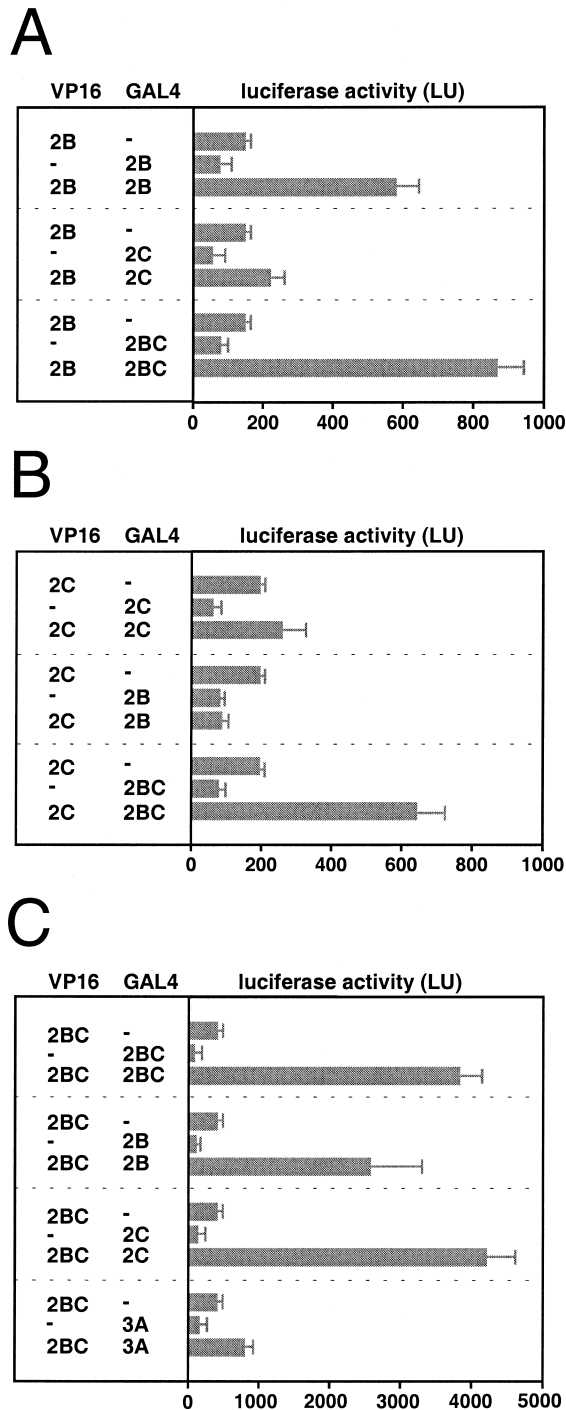 A
VP16 GAL4 luciferase activity (LU)
2B -
- 2B
2B 2B
2B -
- 2C
2B 2C
2B -
- 2BC
2B 2BC
0 200 400 600 800 1000
B
VP16 GAL4 luciferase activity (LU)
2C -
- 2C
2C 2C
2C -
- 2B
2C 2B
2C -
- 2BC
2C 2BC
0 200 400 600 800 1000
C
VP16 GAL4 luciferase activity (LU)
2BC -
- 2BC
2BC 2BC
2BC -
- 2B
2BC 2B
2BC -
- 2C
2BC 2C
2BC -
- 3A
2BC 3A
0 1000 2000 3000 4000 5000